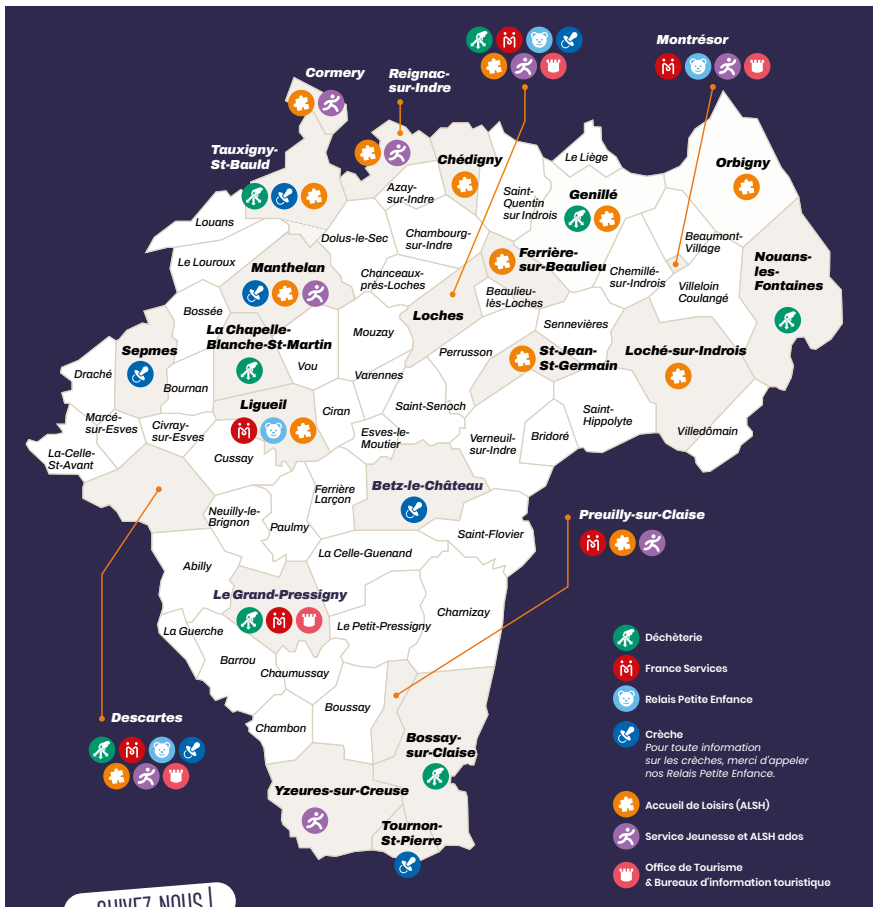 Cormery
Reignac-
sur-Indre
Montrésor
Tauxigny-
St-Bauld
Chédigny
Le Liège
Orbigny
Azay-
sur-Indre
Saint-
Quentin
sur Indrois
Genillé
Louans
Dolus-le-Sec
Chambourg-
sur-Indre
Beaumont-
Village
Le Louroux
Manthelan
Chanceaux-
près-Loches
Ferrière-
sur-Beaulieu
Chemillé-
sur-Indrois
Nouans-
les-
Fontaines
Villeloin
Coulangé
Beaulieu-
lès-Loches
Bossée
Loches
La Chapelle-
Blanche-St-Martin
Mouzay
Sennevières
Sepmes
Perrusson
St-Jean-
St-Germain
Loché-sur-Indrois
Draché
Vou
Varennes
Bournan
Ligueil
Ciran
Saint-Senoch
Saint-
Hippolyte
Marcé-
sur-Esves
Civray-
sur-Esves
Esves-le-
Moutier
Verneuil-
sur-Indre
Bridoré
Villedômain
La-Celle-
St-Avant
Cussay
Betz-le-Château
Ferrière
Larçon
Neuilly-le-
Brignon
Paulmy
Preuilly-sur-Claise
Saint-Flovier
La Celle-Guenand
Abilly
Le Grand-Pressigny
Charnizay
La Guerche
Le Petit-Pressigny
Barrou
Chaumussay
Boussay
Chambon
Descartes
Bossay-
sur-Claise
Yzeures-sur-Creuse
Tournon-
St-Pierre
Déchèterie
France Services
Relais Petite Enfance
Crèche
Pour toute information
sur les crèches, merci d'appeler
nos Relais Petite Enfance.
Accueil de Loisirs (ALSH)
Service Jeunesse et ALSH ados
Office de Tourisme
& Bureaux d'information touristique
SUIVEZ-NOUS !